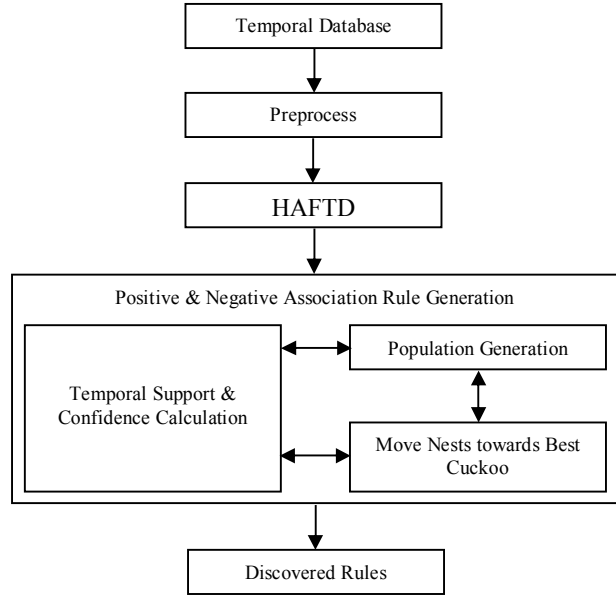 Temporal Database
Preprocess
HAFTD
Positive & Negative Association Rule Generation
Temporal Support &
Confidence Calculation
Population Generation
Move Nests towards Best
Cuckoo
Discovered Rules